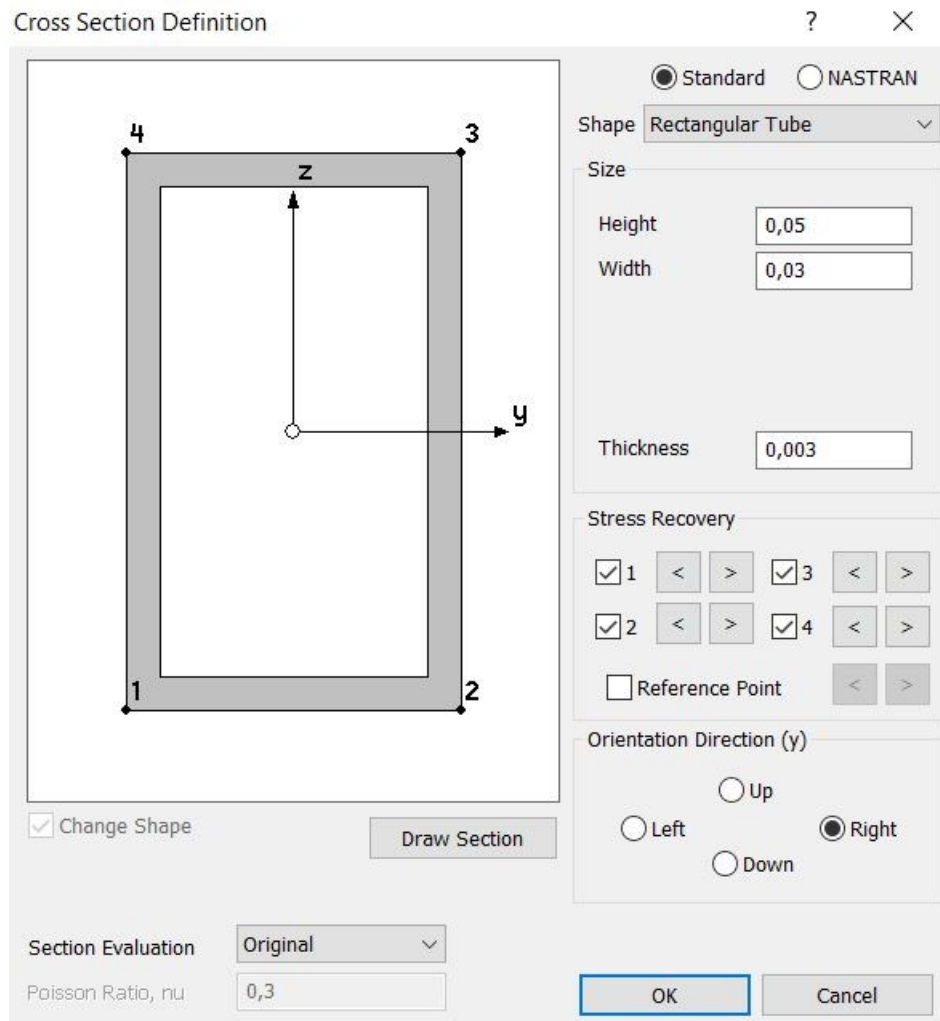 Cross Section Definition ? ×
Standard NASTRAN
Shape Rectangular Tube
4 3
z
y
1 2
Size
Height 0,05
Width 0,03
Thickness 0,003
Stress Recovery
1 < > 3 < >
2 < > 4 < >
Reference Point < >
Orientation Direction (y)
Up
Left Right
Down
Change Shape Draw Section
Section Evaluation Original
Poisson Ratio, nu 0,3
OK Cancel